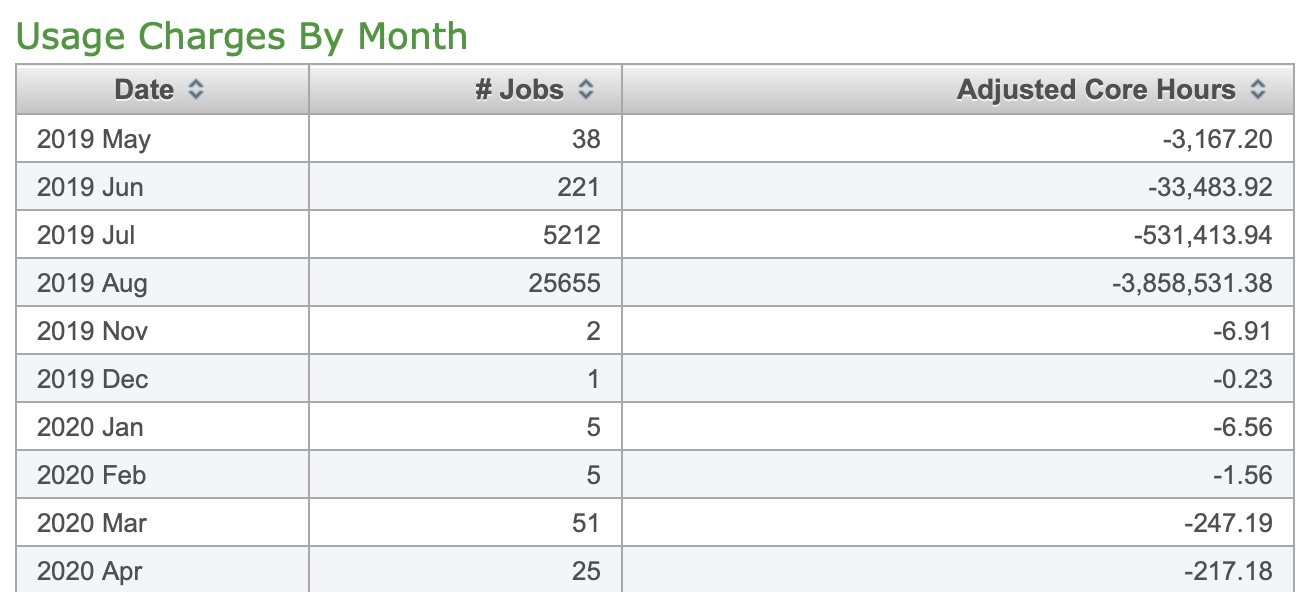 Usage Charges By Month
Date # Jobs Adjusted Core Hours
2019 May 38 -3,167.20
2019 Jun 221 -33,483.92
2019 Jul 5212 -531,413.94
2019 Aug 25655 -3,858,531.38
2019 Nov 2 -6.91
2019 Dec 1 -0.23
2020 Jan 5 -6.56
2020 Feb 5 -1.56
2020 Mar 51 -247.19
2020 Apr 25 -217.18